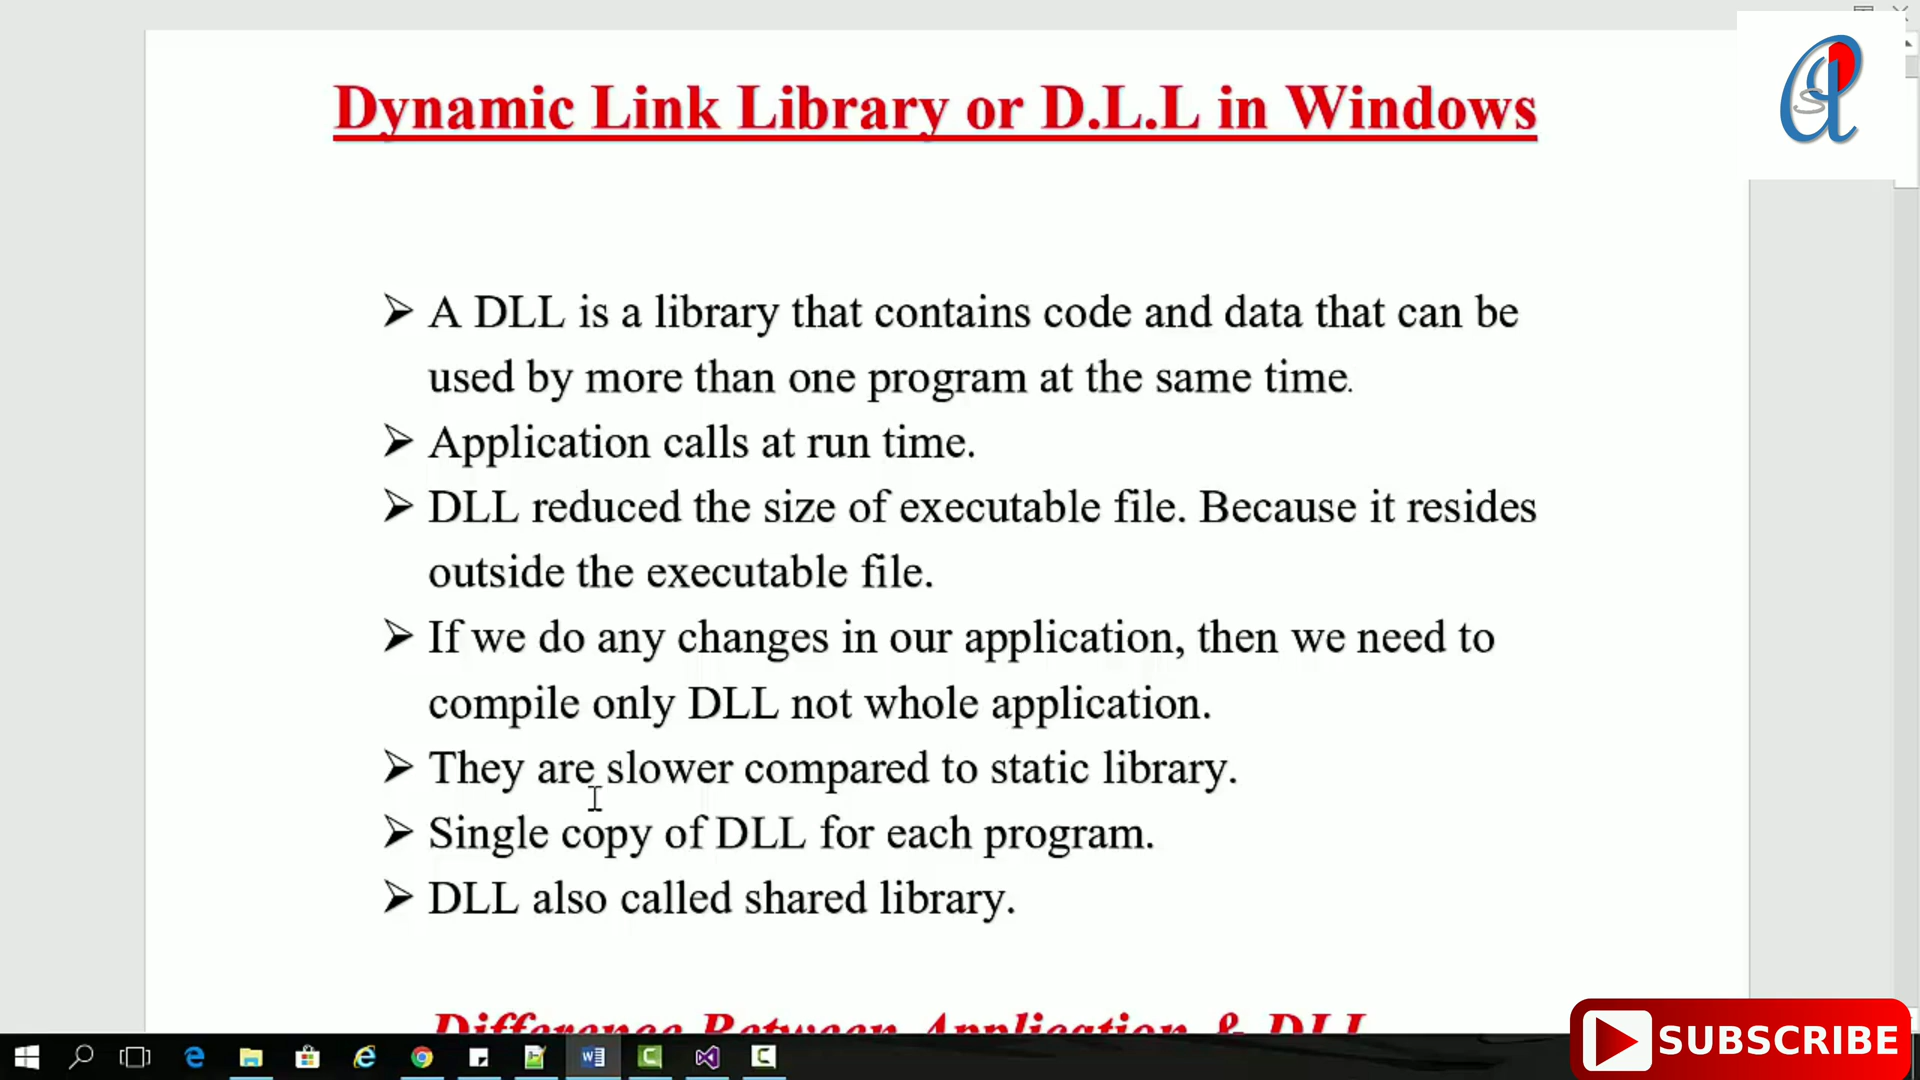 Dynamic Link Library or D.L.L in Windows
➢ A DLL is a library that contains code and data that can be
used by more than one program at the same time.
➢ Application calls at run time.
➢ DLL reduced the size of executable file. Because it resides
outside the executable file.
➢ If we do any changes in our application, then we need to
compile only DLL not whole application.
➢ They are slower compared to static library.
➢ Single copy of DLL for each program.
➢ DLL also called shared library.
Difference Between Application & DLL
SUBSCRIBE